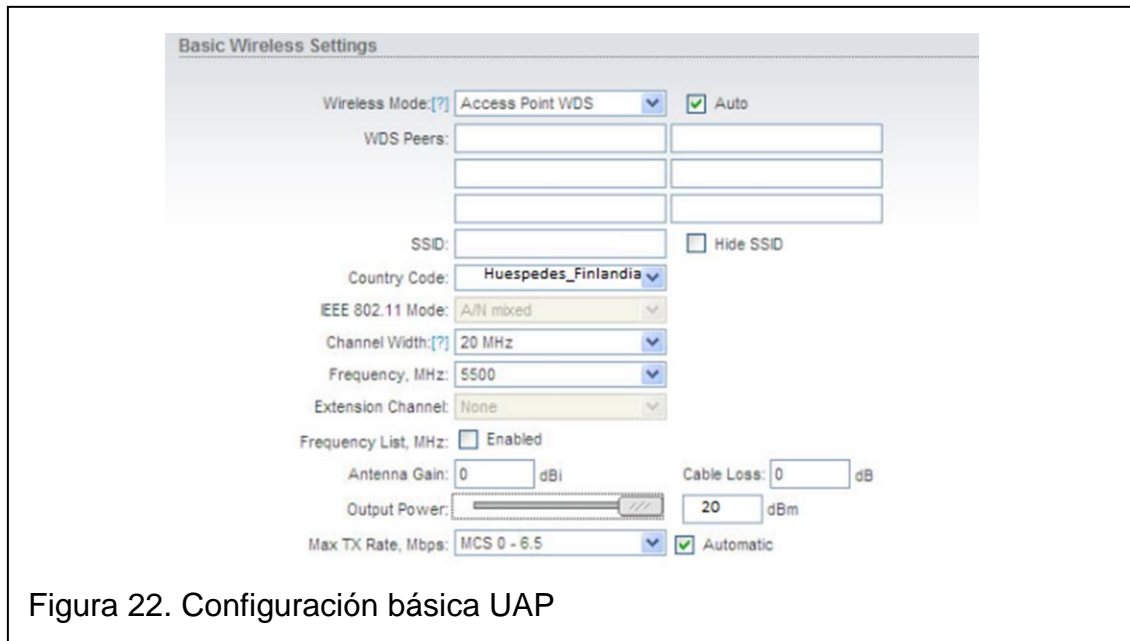 Basic Wireless Settings
Wireless Mode:[?] Access Point WDS Auto
WDS Peers:
SSID: Hide SSID
Country Code: Huespedes_Finlandia
IEEE 802.11 Mode: A/N mixed
Channel Width:[?] 20 MHz
Frequency, MHz: 5500
Extension Channel: None
Frequency List, MHz: Enabled
Antenna Gain: 0 dBi Cable Loss: 0 dB
Output Power: 20 dBm
Max TX Rate, Mbps: MCS 0 - 6.5 Automatic
Figura 22. Configuración básica UAP